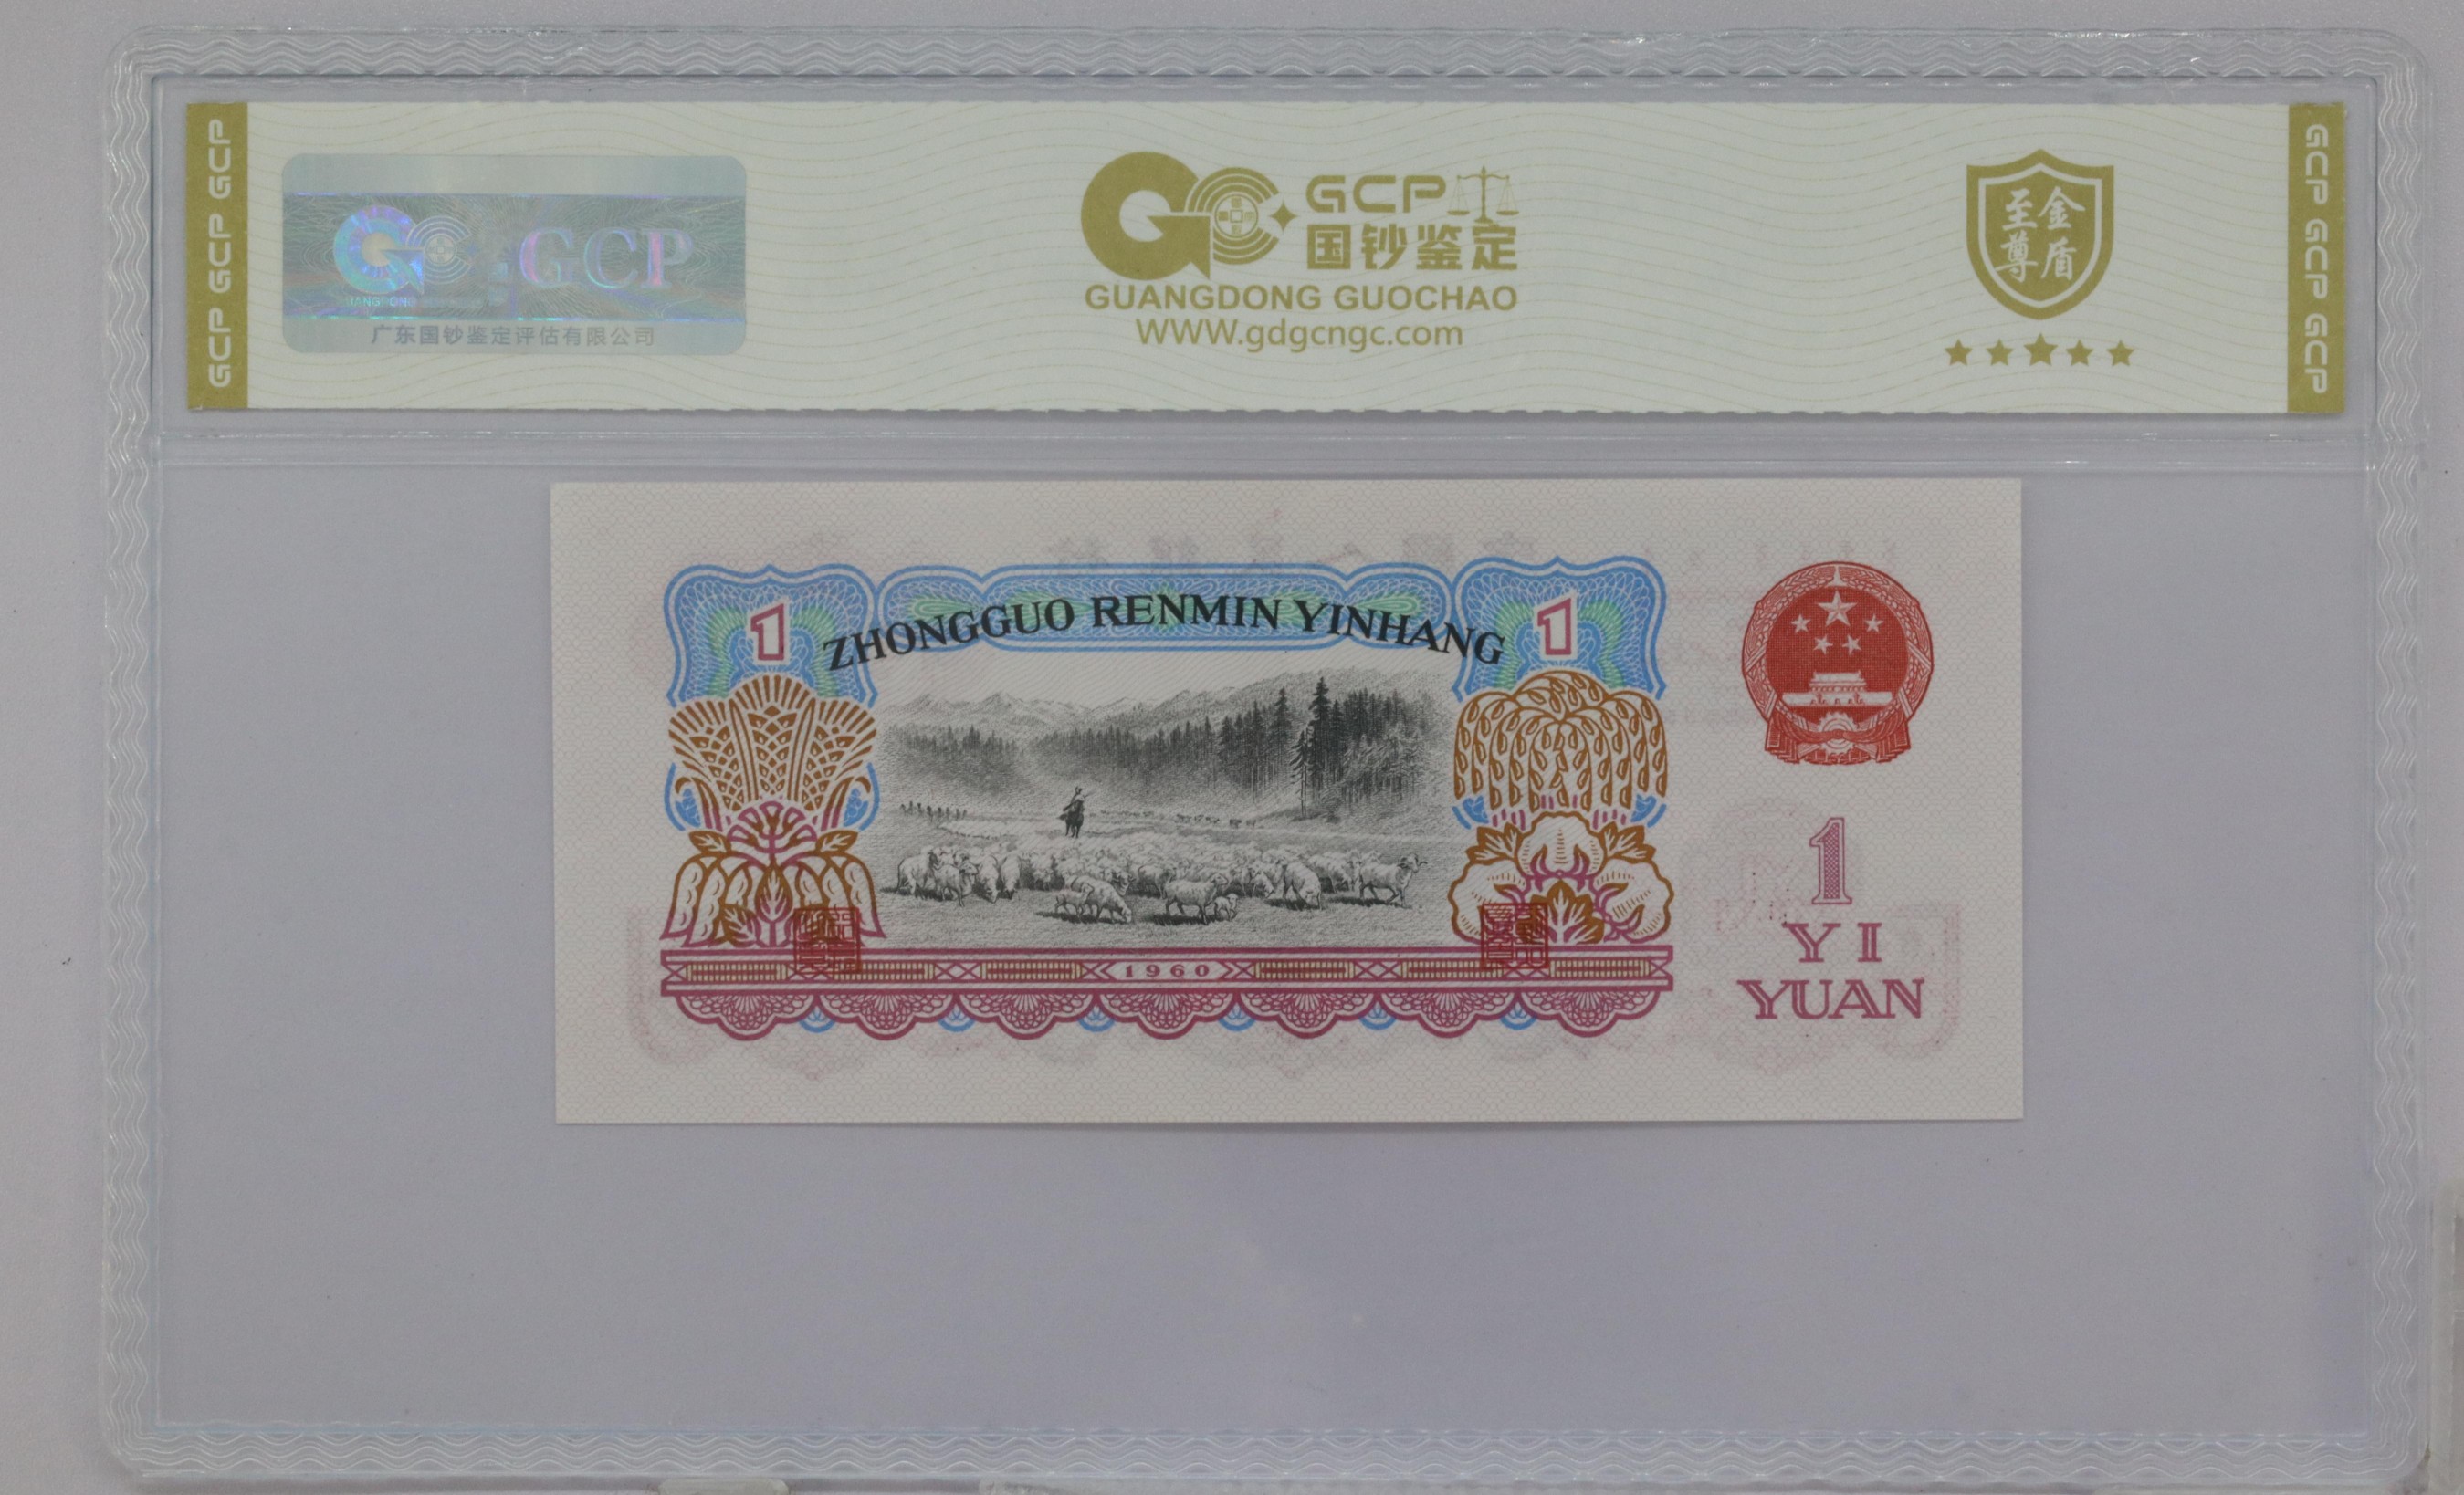 GCP GCP GCP
GCP
GUANGDONG
广东国钞鉴定评估有限公司
GCP
国钞鉴定
GUANGDONG GUOCHAO
WWW.gdgcngc.com
至尊金盾
GCP GCP GCP
1
ZHONGGUO RENMIN YINHANG
1
1960
1
YI
YUAN